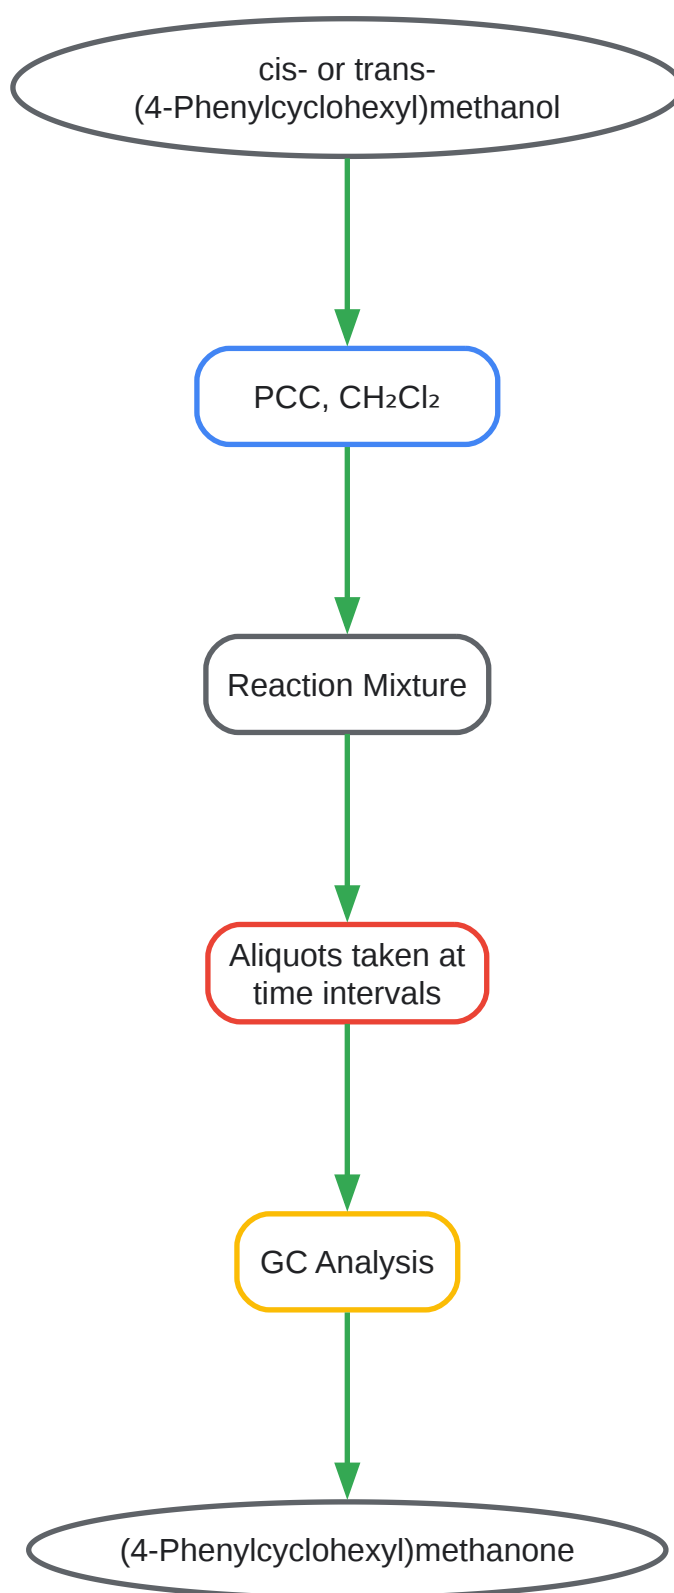 cis- or trans-
(4-Phenylcyclohexyl)methanol
PCC, CH₂Cl₂
Reaction Mixture
Aliquots taken at
time intervals
GC Analysis
(4-Phenylcyclohexyl)methanone